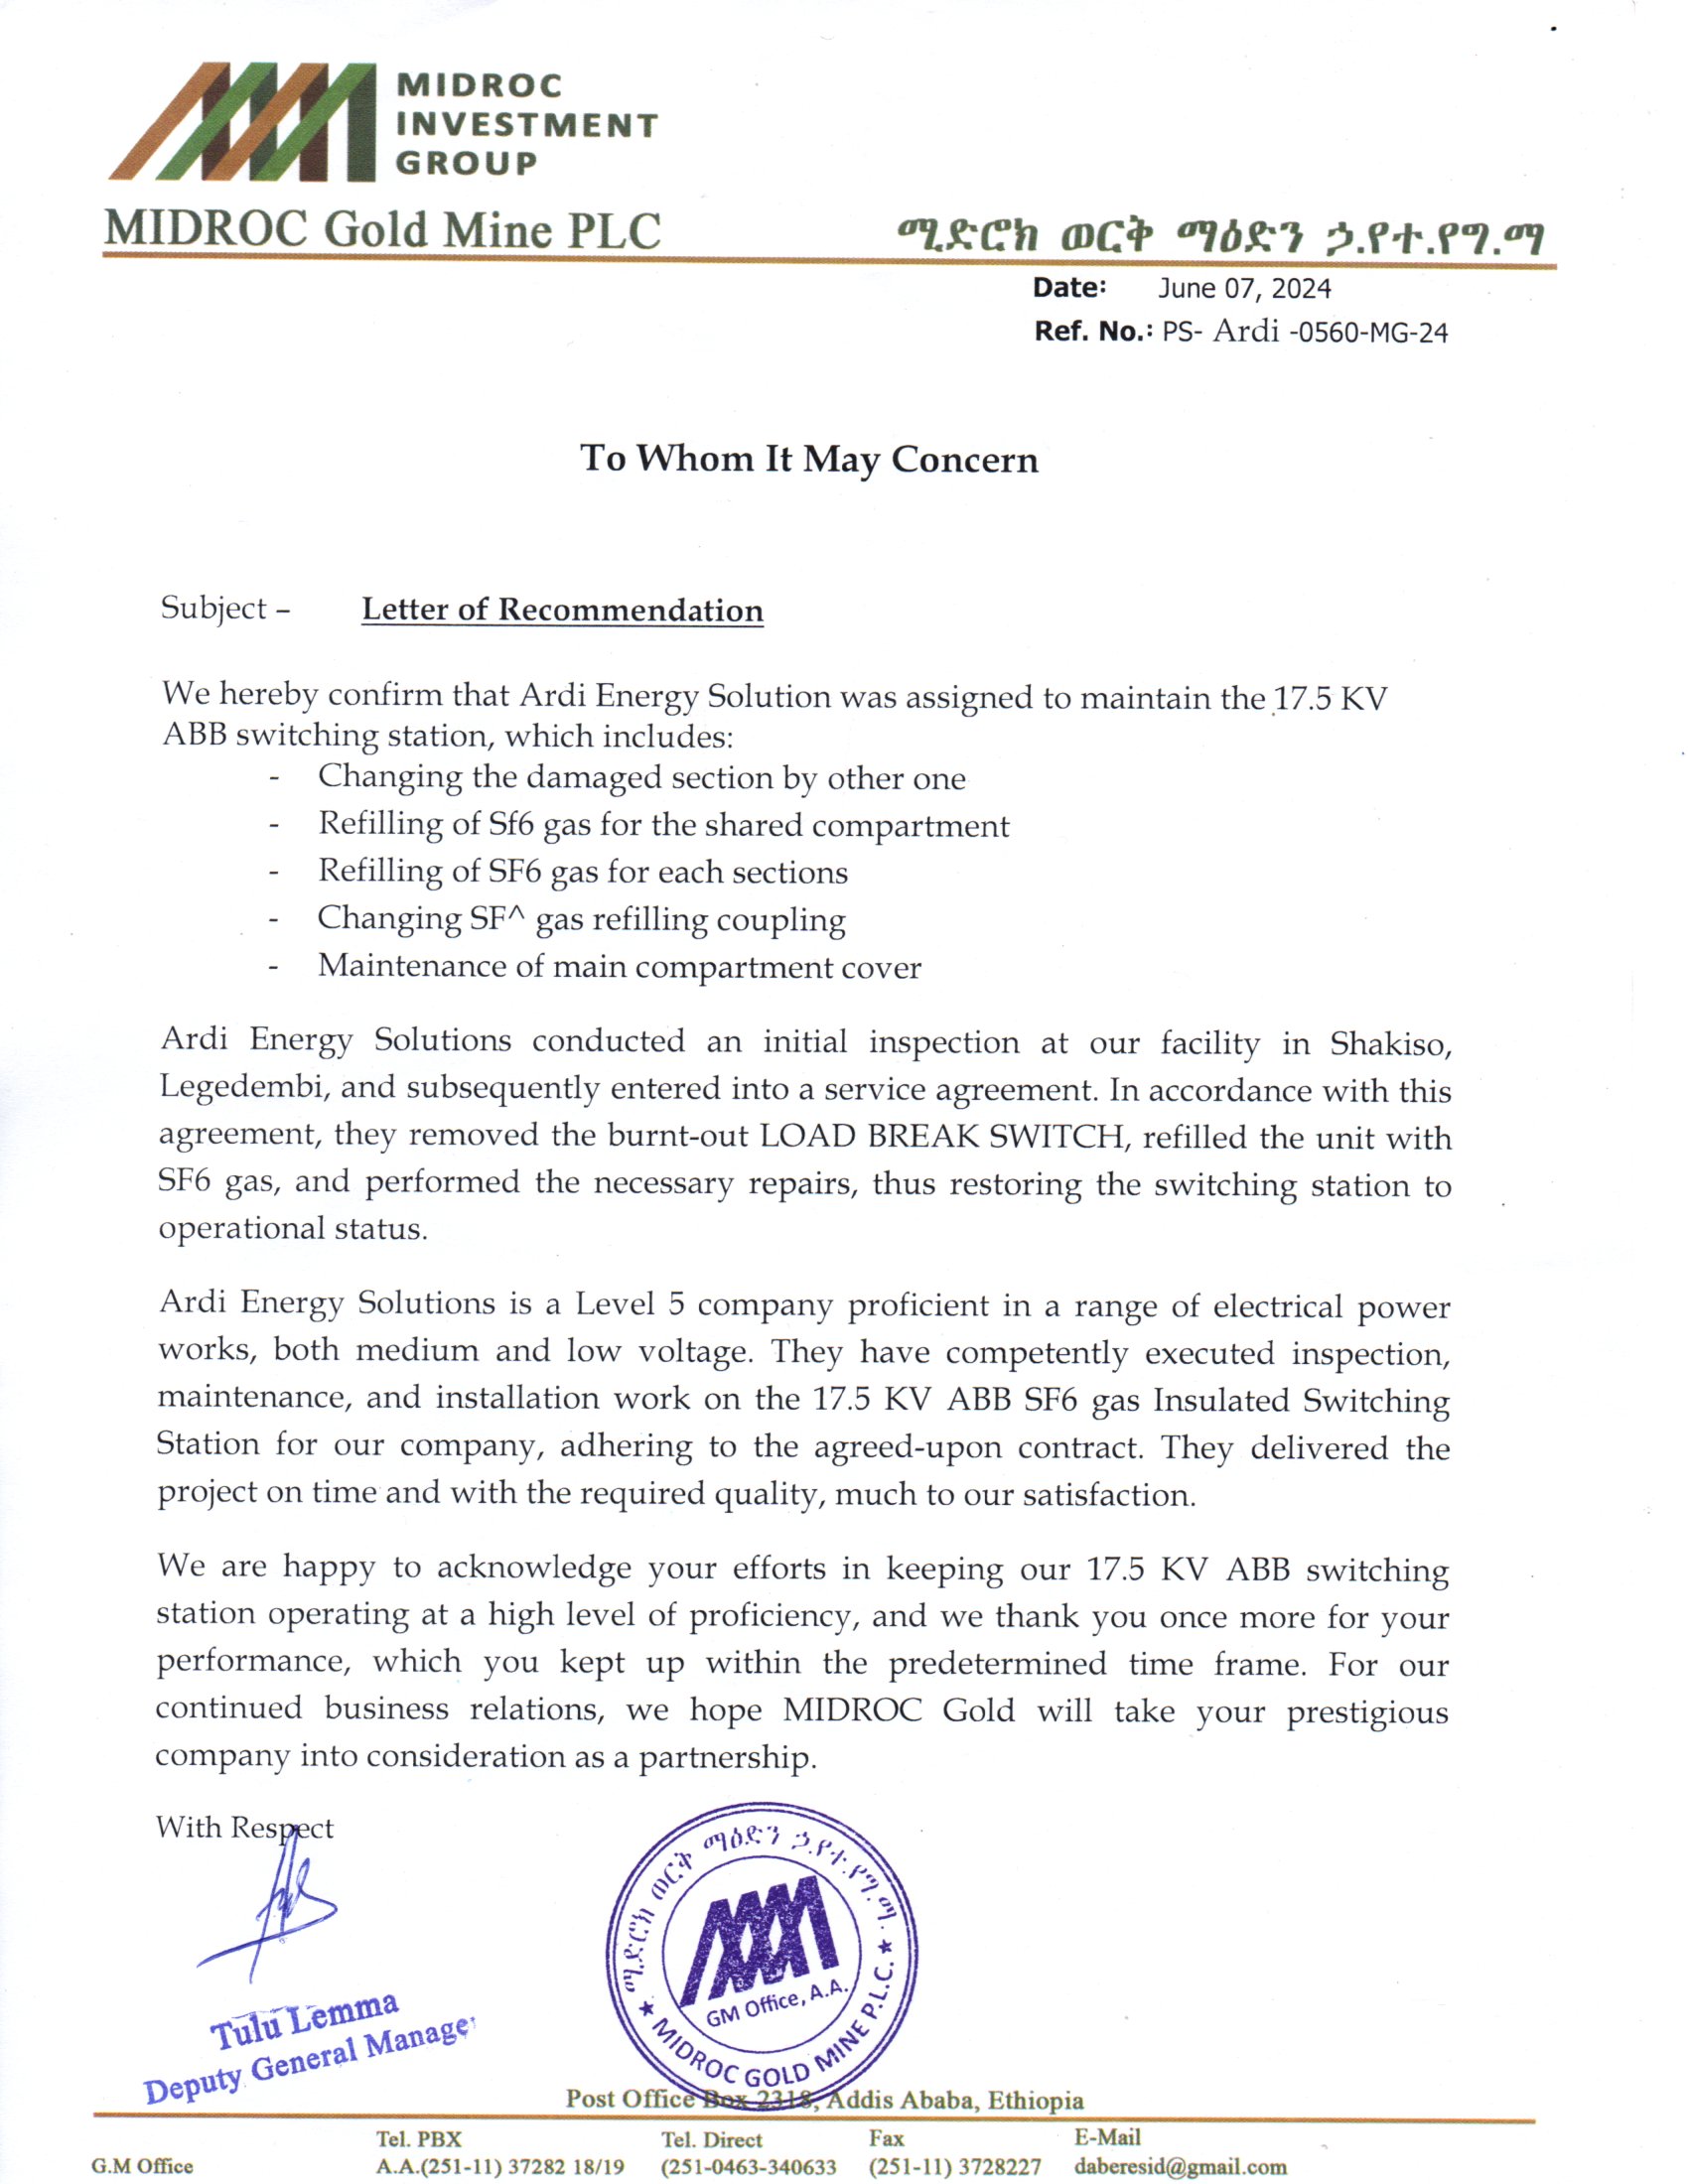 MIDROC
INVESTMENT
GROUP
MIDROC Gold Mine PLC
ሚድሮክ ወርቅ ማዕድን ኃ.የተ.የግ.ማ
Date: June 07, 2024
Ref. No.: PS- Ardi -0560-MG-24
To Whom It May Concern
Subject – Letter of Recommendation
We hereby confirm that Ardi Energy Solution was assigned to maintain the 17.5 KV
ABB switching station, which includes:
- Changing the damaged section by other one
- Refilling of Sf6 gas for the shared compartment
- Refilling of SF6 gas for each sections
- Changing SF^ gas refilling coupling
- Maintenance of main compartment cover
Ardi Energy Solutions conducted an initial inspection at our facility in Shakiso,
Legedembi, and subsequently entered into a service agreement. In accordance with this
agreement, they removed the burnt-out LOAD BREAK SWITCH, refilled the unit with
SF6 gas, and performed the necessary repairs, thus restoring the switching station to
operational status.
Ardi Energy Solutions is a Level 5 company proficient in a range of electrical power
works, both medium and low voltage. They have competently executed inspection,
maintenance, and installation work on the 17.5 KV ABB SF6 gas Insulated Switching
Station for our company, adhering to the agreed-upon contract. They delivered the
project on time and with the required quality, much to our satisfaction.
We are happy to acknowledge your efforts in keeping our 17.5 KV ABB switching
station operating at a high level of proficiency, and we thank you once more for your
performance, which you kept up within the predetermined time frame. For our
continued business relations, we hope MIDROC Gold will take your prestigious
company into consideration as a partnership.
With Respect
Tulu Lemma
Deputy General Manager
ሚድሮክ ወርቅ ማዕድን ኃ.የተ.የግ.ማ.
GM Office, A.A.
★ MIDROC GOLD MINE P.L.C. ★
Post Office Box 2318, Addis Ababa, Ethiopia
Tel. PBX Tel. Direct Fax E-Mail
G.M Office A.A.(251-11) 37282 18/19 (251-0463-340633 (251-11) 3728227 daberesid@gmail.com